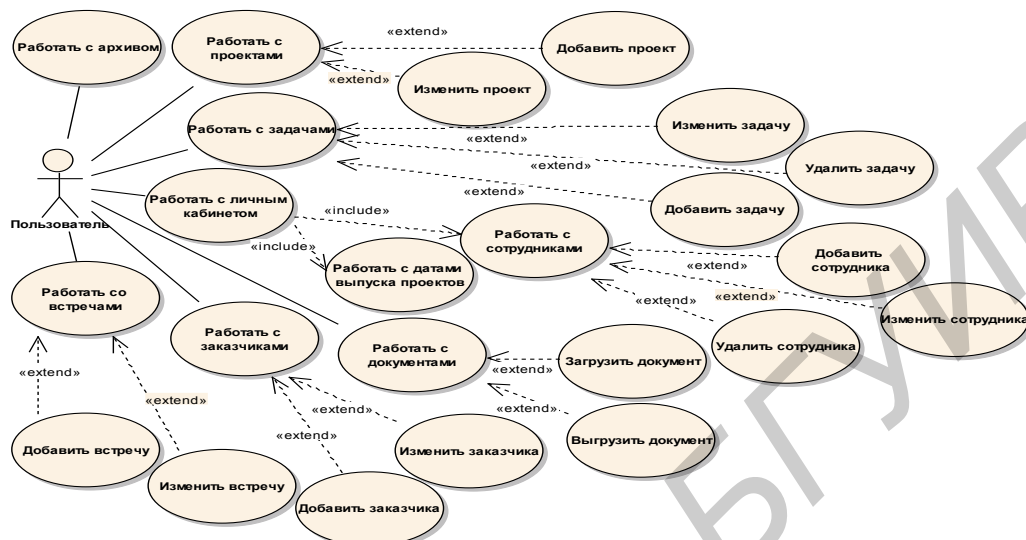 Работать с архивом
Работать с
проектами
«extend»
Добавить проект
«extend»
Изменить проект
Работать с задачами
«extend»
Изменить задачу
Удалить задачу
«extend»
Добавить задачу
Пользователь
Работать с личным
кабинетом
«include»
«include»
Работать с
сотрудниками
Работать с датами
выпуска проектов
«extend»
Добавить
сотрудника
«extend»
Изменить сотрудника
«extend»
Удалить сотрудника
Работать со
встречами
Работать с
заказчиками
Работать с
документами
«extend»
Загрузить документ
«extend»
Выгрузить документ
«extend»
Добавить встречу
«extend»
Изменить встречу
«extend»
Изменить заказчика
«extend»
Добавить заказчика
БГУИР